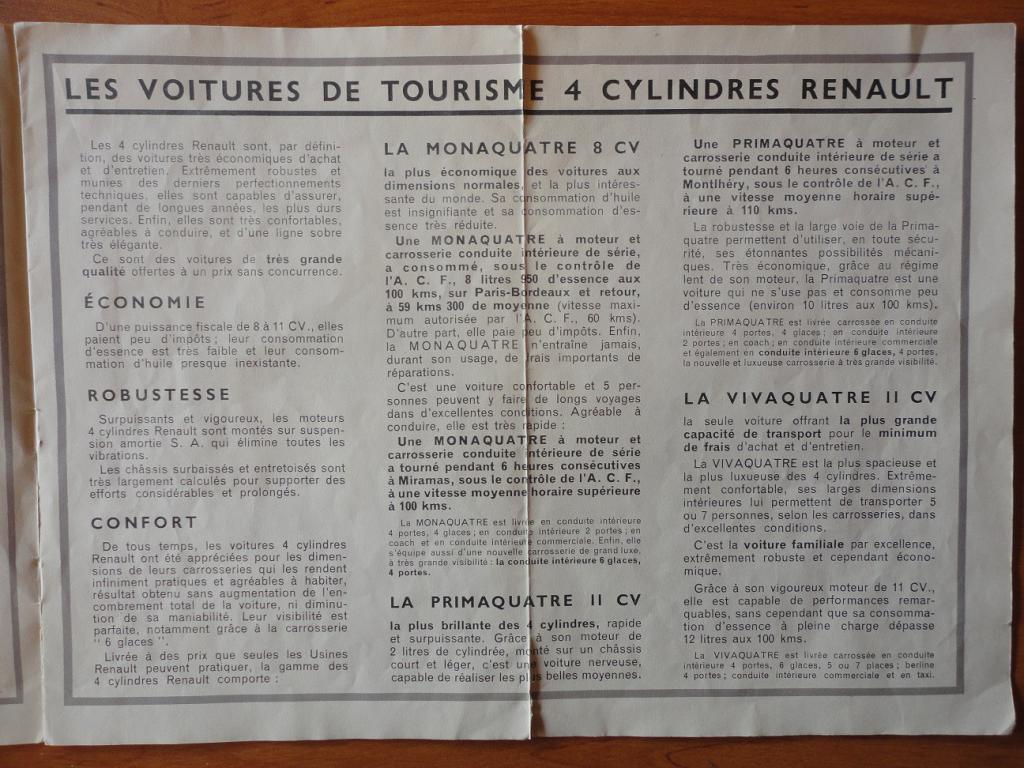 LES VOITURES DE TOURISME 4 CYLINDRES RENAULT
Les 4 cylindres Renault sont, par défini-
tion, des voitures très économiques d'achat
et d'entretien. Extrêmement robustes et
munies des derniers perfectionnements
techniques, elles sont capables d'assurer,
pendant de longues années, les plus durs
services. Enfin, elles sont très confortables,
agréables à conduire, et d'une ligne sobre
très élégante.
Ce sont des voitures de très grande
qualité offertes à un prix sans concurrence.
ÉCONOMIE
D'une puissance fiscale de 8 à 11 CV., elles
paient peu d'impôts ; leur consommation
d'essence est très faible et leur consom-
mation d'huile presque inexistante.
ROBUSTESSE
Surpuissants et vigoureux, les moteurs
4 cylindres Renault sont montés sur suspen-
sion amortie S. A. qui élimine toutes les
vibrations.
Les châssis surbaissés et entretoisés sont
très largement calculés pour supporter des
efforts considérables et prolongés.
CONFORT
De tous temps, les voitures 4 cylindres
Renault ont été appréciées pour les dimen-
sions de leurs carrosseries qui les rendent
infiniment pratiques et agréables à habiter,
résultat obtenu sans augmentation de l'en-
combrement total de la voiture, ni diminu-
tion de sa maniabilité. Leur visibilité est
parfaite, notamment grâce à la carrosserie
" 6 glaces ".
Livrée à des prix que seules les Usines
Renault peuvent pratiquer, la gamme des
4 cylindres Renault comporte :
LA MONAQUATRE 8 CV
la plus économique des voitures aux
dimensions normales, et la plus intéres-
sante du monde. Sa consommation d'huile
est insignifiante et sa consommation d'es-
sence très réduite.
Une MONAQUATRE à moteur et
carrosserie conduite intérieure de série,
a consommé, sous le contrôle de
l'A. C. F., 8 litres 950 d'essence aux
100 kms, sur Paris-Bordeaux et retour,
à 59 kms 300 de moyenne (vitesse maxi-
mum autorisée par l'A. C. F., 60 kms).
D'autre part, elle paie peu d'impôts. Enfin,
la MONAQUATRE n'entraîne jamais,
durant son usage, de frais importants de
réparations.
C'est une voiture confortable et 5 per-
sonnes peuvent y faire de longs voyages
dans d'excellentes conditions. Agréable à
conduire, elle est très rapide :
Une MONAQUATRE à moteur et
carrosserie conduite intérieure de série
a tourné pendant 6 heures consécutives
à Miramas, sous le contrôle de l'A. C. F.,
à une vitesse moyenne horaire supérieure
à 100 kms.
La MONAQUATRE est livrée en conduite intérieure
4 portes, 4 glaces ; en conduite intérieure 2 portes ; en
coach et en conduite intérieure commerciale. Enfin, elle
s'équipe aussi d'une nouvelle carrosserie de grand luxe,
à très grande visibilité : la conduite intérieure 6 glaces,
4 portes.
LA PRIMAQUATRE II CV
la plus brillante des 4 cylindres, rapide
et surpuissante. Grâce à son moteur de
2 litres de cylindrée, monté sur un châssis
court et léger, c'est une voiture nerveuse,
capable de réaliser les plus belles moyennes.
Une PRIMAQUATRE à moteur et
carrosserie conduite intérieure de série a
tourné pendant 6 heures consécutives à
Montlhéry, sous le contrôle de l'A. C. F.,
à une vitesse moyenne horaire supé-
rieure à 110 kms.
La robustesse et la large voie de la Prima-
quatre permettent d'utiliser, en toute sécu-
rité, ses étonnantes possibilités mécani-
ques. Très économique, grâce au régime
lent de son moteur, la Primaquatre est une
voiture qui ne s'use pas et consomme peu
d'essence (environ 10 litres aux 100 kms).
La PRIMAQUATRE est livrée carrossée en conduite
intérieure 4 portes, 4 glaces ; en conduite intérieure
2 portes ; en coach ; en conduite intérieure commerciale
et également en conduite intérieure 6 glaces, 4 portes,
la nouvelle et luxueuse carrosserie à très grande visibilité.
LA VIVAQUATRE II CV
la seule voiture offrant la plus grande
capacité de transport pour le minimum
de frais d'achat et d'entretien.
La VIVAQUATRE est la plus spacieuse et
la plus luxueuse des 4 cylindres. Extrême-
ment confortable, ses larges dimensions
intérieures lui permettent de transporter 5
ou 7 personnes, selon les carrosseries, dans
d'excellentes conditions.
C'est la voiture familiale par excellence,
extrêmement robuste et cependant écono-
mique.
Grâce à son vigoureux moteur de 11 CV.,
elle est capable de performances remar-
quables, sans cependant que sa consomma-
tion d'essence à pleine charge dépasse
12 litres aux 100 kms.
La VIVAQUATRE est livrée carrossée en conduite
intérieure 4 portes, 6 glaces, 5 ou 7 places ; berline
4 portes ; conduite intérieure commerciale et en taxi.